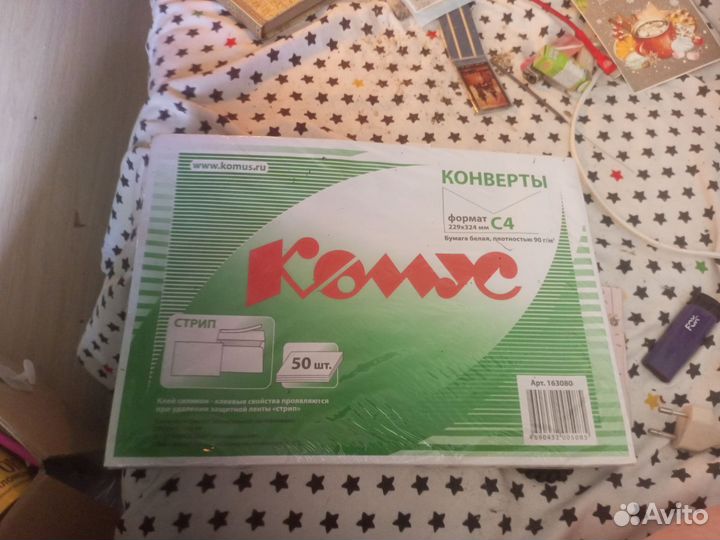 www.komus.ru
КОНВЕРТЫ
формат C4
229x324 мм
Бумага белая, плотностью 90 г/м²
Комус
СТРИП
50 шт.
Клей силикон - клеевые свойства проявляются
при удалении защитной ленты «стрип»
Арт. 163080
Avito